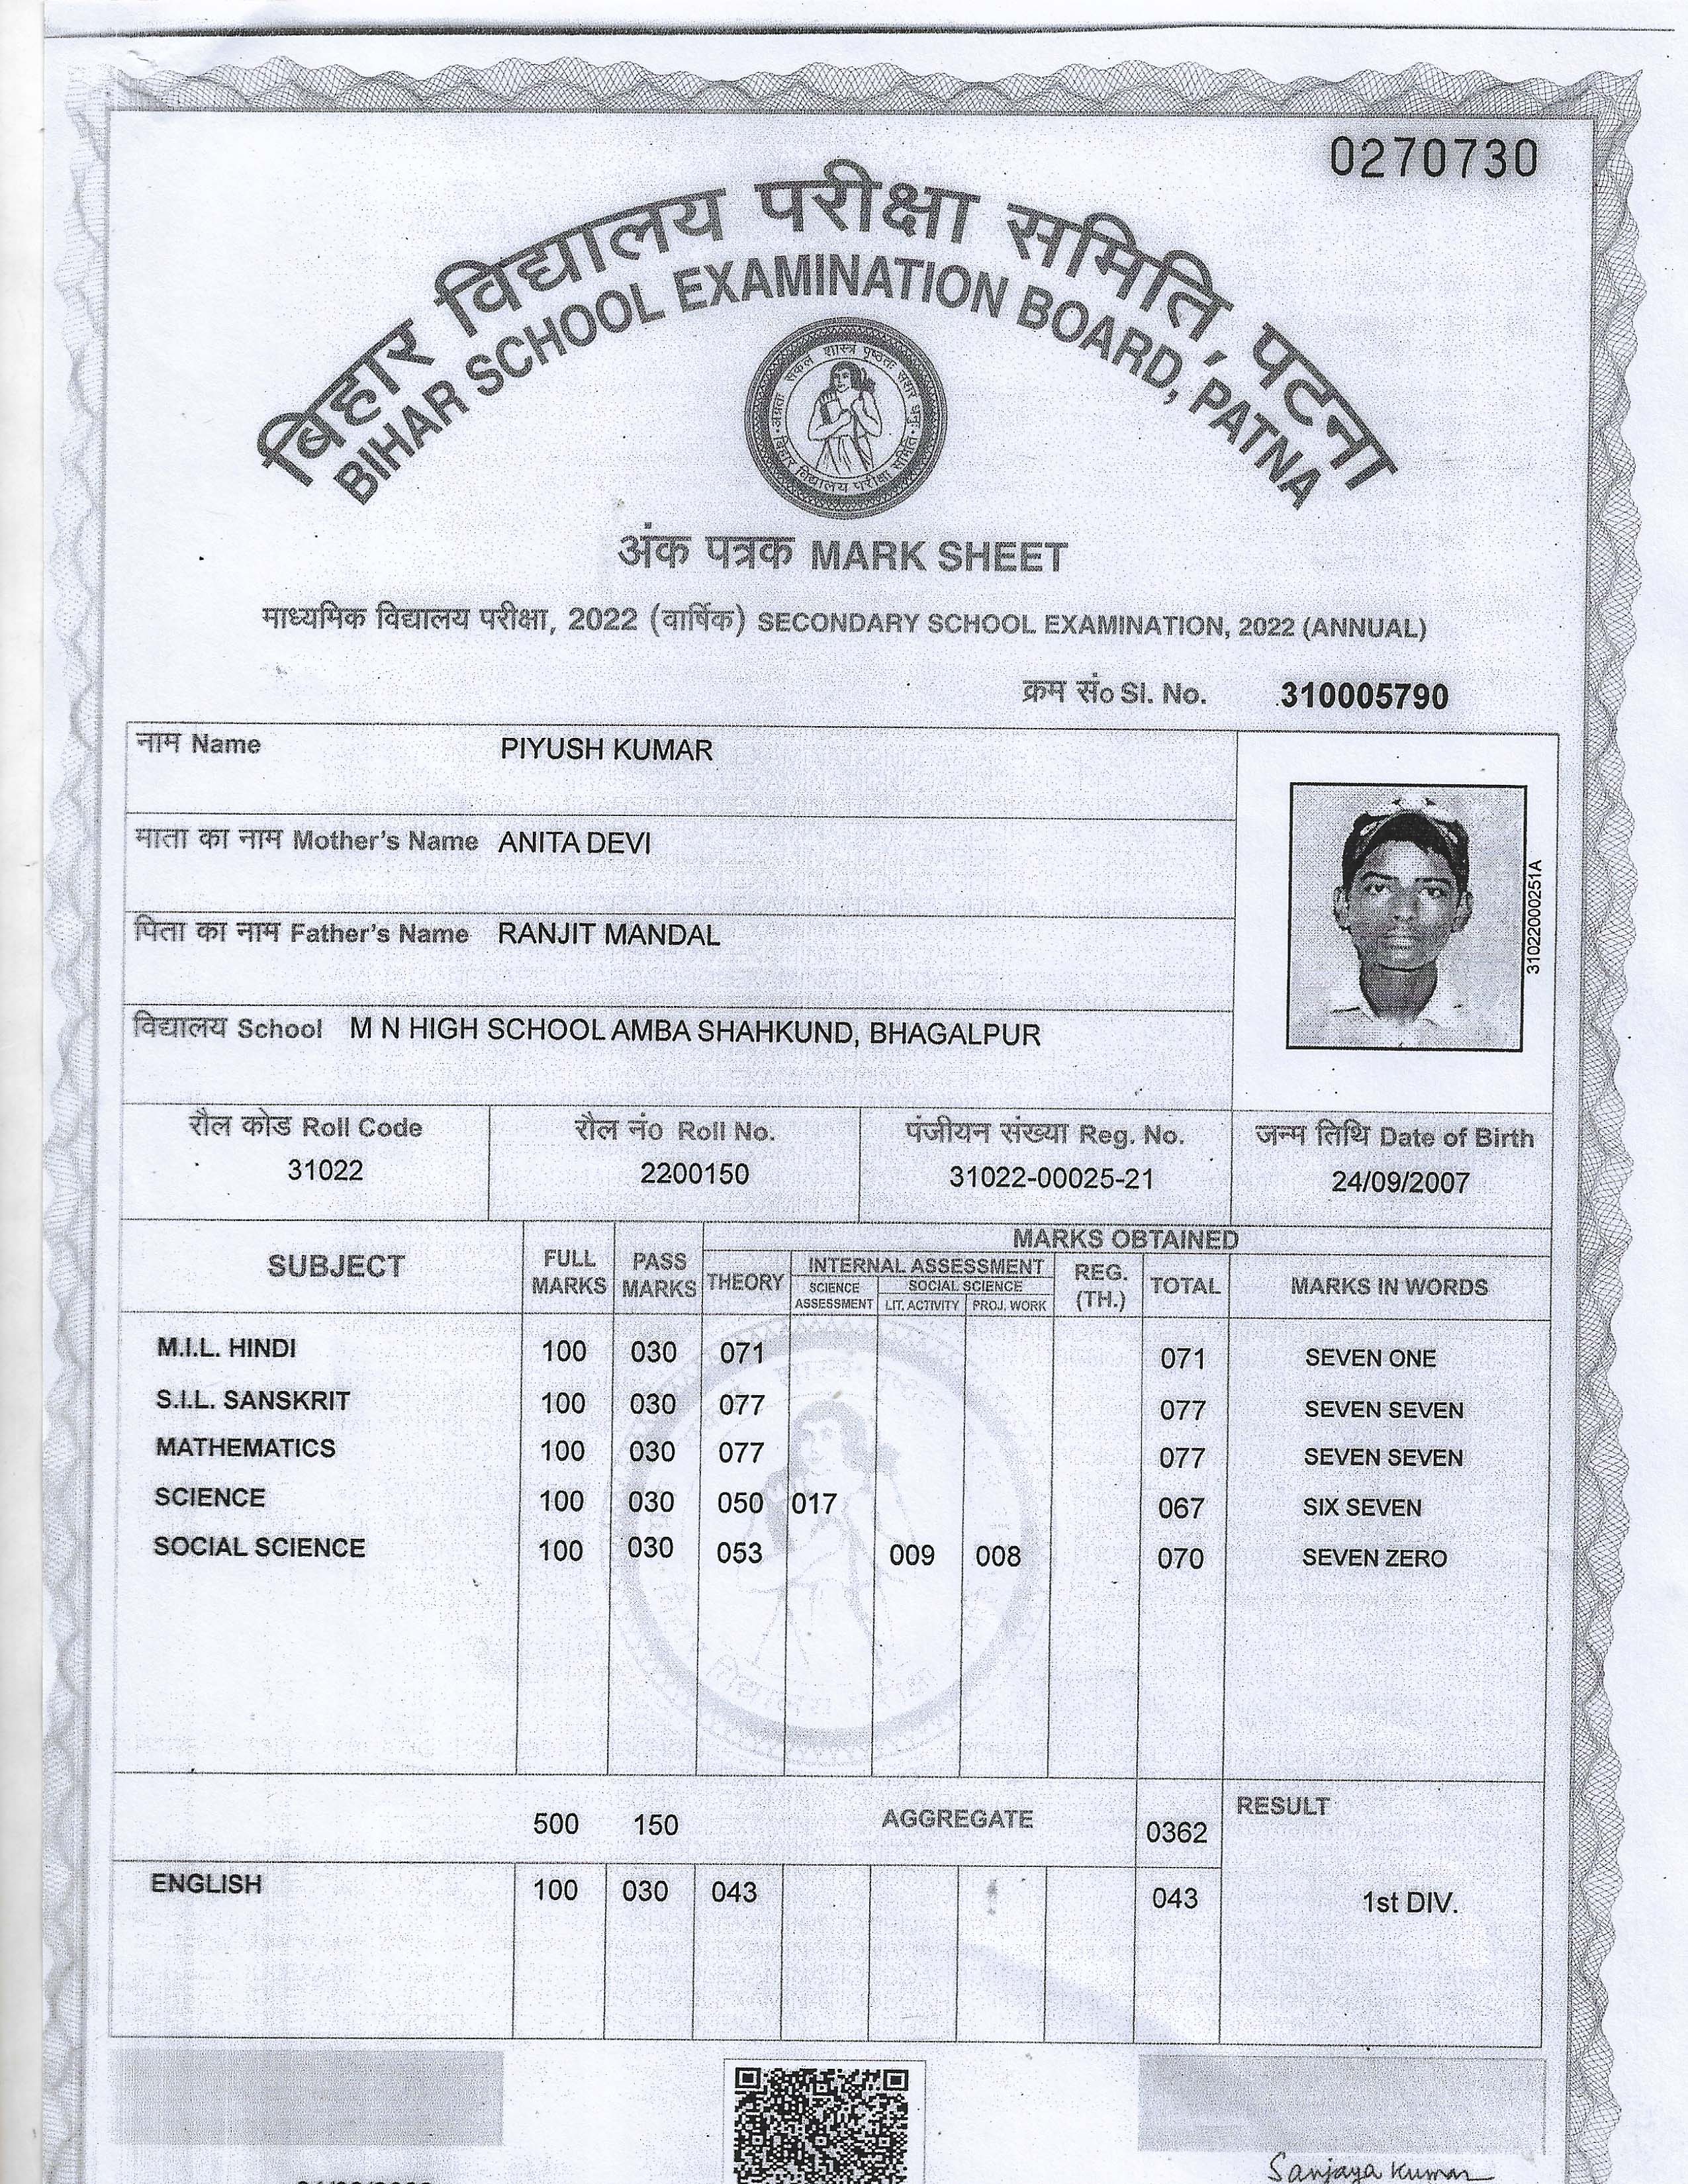 0270730
बिहार विद्यालय परीक्षा समिति, पटना
BIHAR SCHOOL EXAMINATION BOARD, PATNA
बिहार विद्यालय परीक्षा समिति
अंक पत्रक MARK SHEET
माध्यमिक विद्यालय परीक्षा, 2022 (वार्षिक) SECONDARY SCHOOL EXAMINATION, 2022 (ANNUAL)
क्रम सं० Sl. No. 310005790
नाम Name PIYUSH KUMAR
माता का नाम Mother's Name ANITA DEVI
पिता का नाम Father's Name RANJIT MANDAL
310222000251A
विद्यालय School M N HIGH SCHOOL AMBA SHAHKUND, BHAGALPUR
रौल कोड Roll Code रौल नं० Roll No. पंजीयन संख्या Reg. No. जन्म तिथि Date of Birth
31022 2200150 31022-00025-21 24/09/2007
SUBJECT FULL MARKS PASS MARKS MARKS OBTAINED
THEORY INTERNAL ASSESSMENT REG. (TH.) TOTAL MARKS IN WORDS
SCIENCE ASSESSMENT SOCIAL SCIENCE
LIT. ACTIVITY PROJ. WORK
M.I.L. HINDI 100 030 071 071 SEVEN ONE
S.I.L. SANSKRIT 100 030 077 077 SEVEN SEVEN
MATHEMATICS 100 030 077 077 SEVEN SEVEN
SCIENCE 100 030 050 017 067 SIX SEVEN
SOCIAL SCIENCE 100 030 053 009 008 070 SEVEN ZERO
500 150 AGGREGATE 0362 RESULT
ENGLISH 100 030 043 043 1st DIV.
Sanjaya Kumar